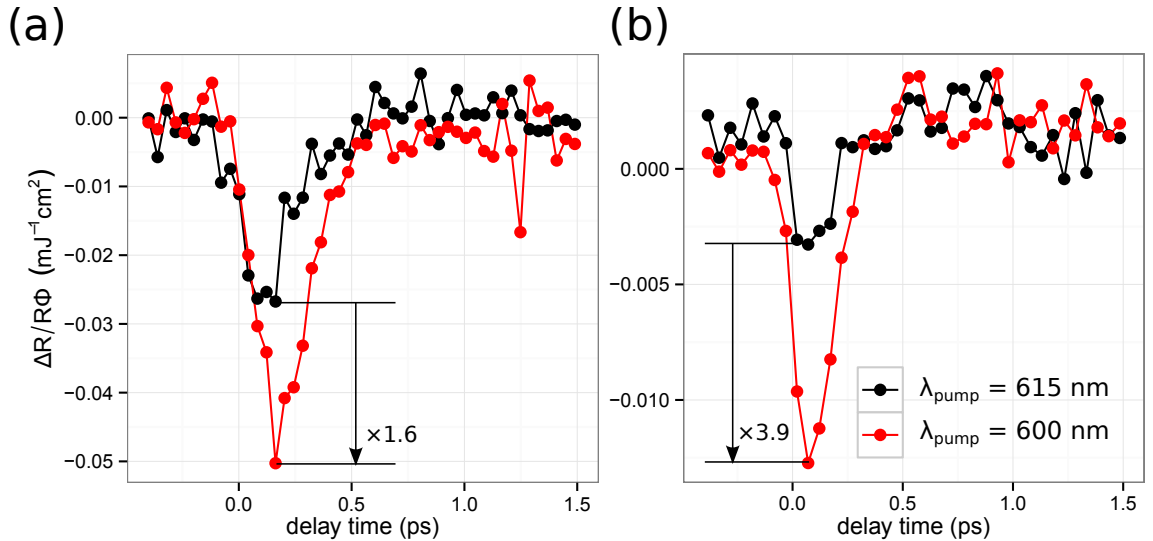 (a)
(b)
ΔR/RΦ (mJ⁻¹cm²)
0.00
−0.01
−0.02
−0.03
−0.04
−0.05
×1.6
0.0 0.5 1.0 1.5
delay time (ps)
0.000
−0.005
−0.010
×3.9
λpump = 615 nm
λpump = 600 nm
0.0 0.5 1.0 1.5
delay time (ps)